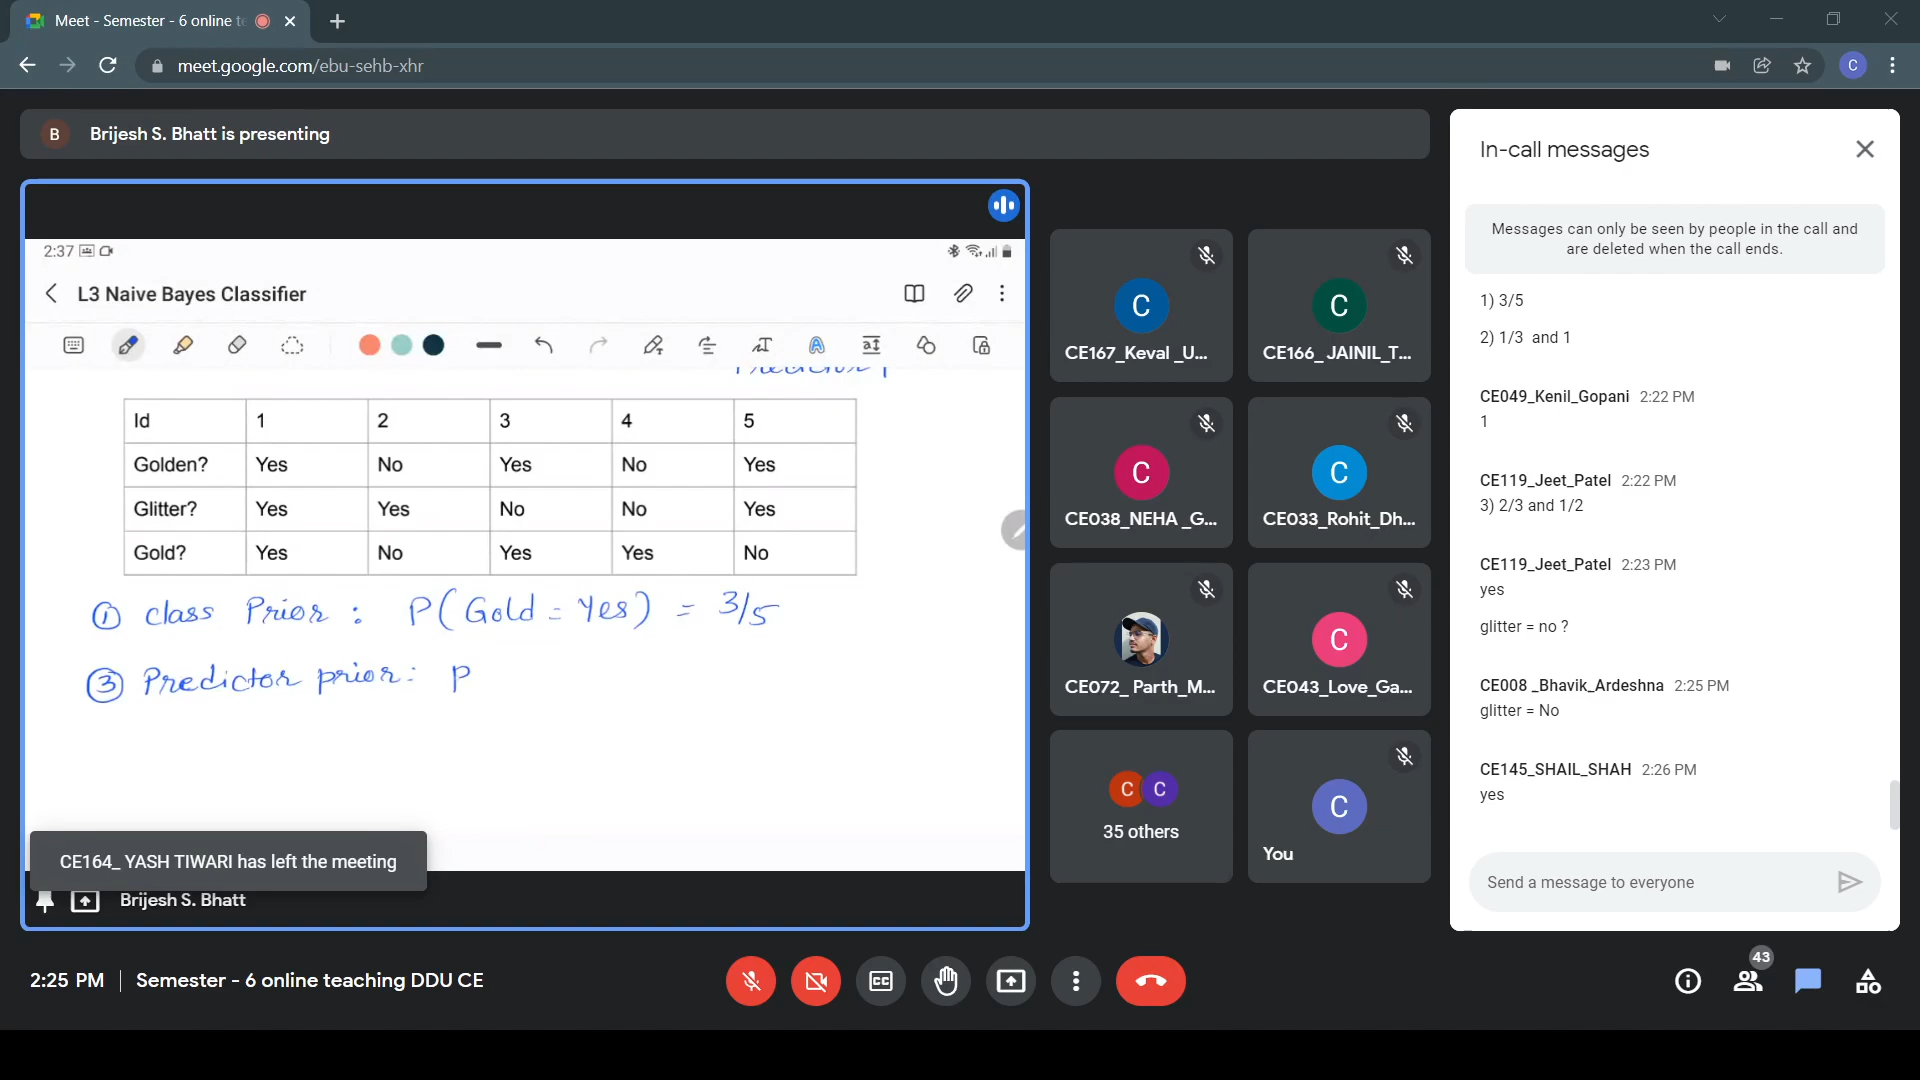 Meet - Semester - 6 online te
meet.google.com/ebu-sehb-xhr
C
B Brijesh S. Bhatt is presenting
2:37
L3 Naive Bayes Classifier
Id 1 2 3 4 5
Golden? Yes No Yes No Yes
Glitter? Yes Yes No No Yes
Gold? Yes No Yes Yes No
① class Prior : P(Gold = Yes) = 3/5
③ Predictor prior: P
CE164_ YASH TIWARI has left the meeting
Brijesh S. Bhatt
C C
CE167_Keval _U... CE166_ JAINIL_T...
C C
CE038_NEHA _G... CE033_Rohit_Dh...
C
CE072_ Parth_M... CE043_Love_Ga...
C C C
35 others You
In-call messages
Messages can only be seen by people in the call and
are deleted when the call ends.
1) 3/5
2) 1/3 and 1
CE049_Kenil_Gopani 2:22 PM
1
CE119_Jeet_Patel 2:22 PM
3) 2/3 and 1/2
CE119_Jeet_Patel 2:23 PM
yes
glitter = no ?
CE008 _Bhavik_Ardeshna 2:25 PM
glitter = No
CE145_SHAIL_SHAH 2:26 PM
yes
Send a message to everyone
2:25 PM | Semester - 6 online teaching DDU CE
43